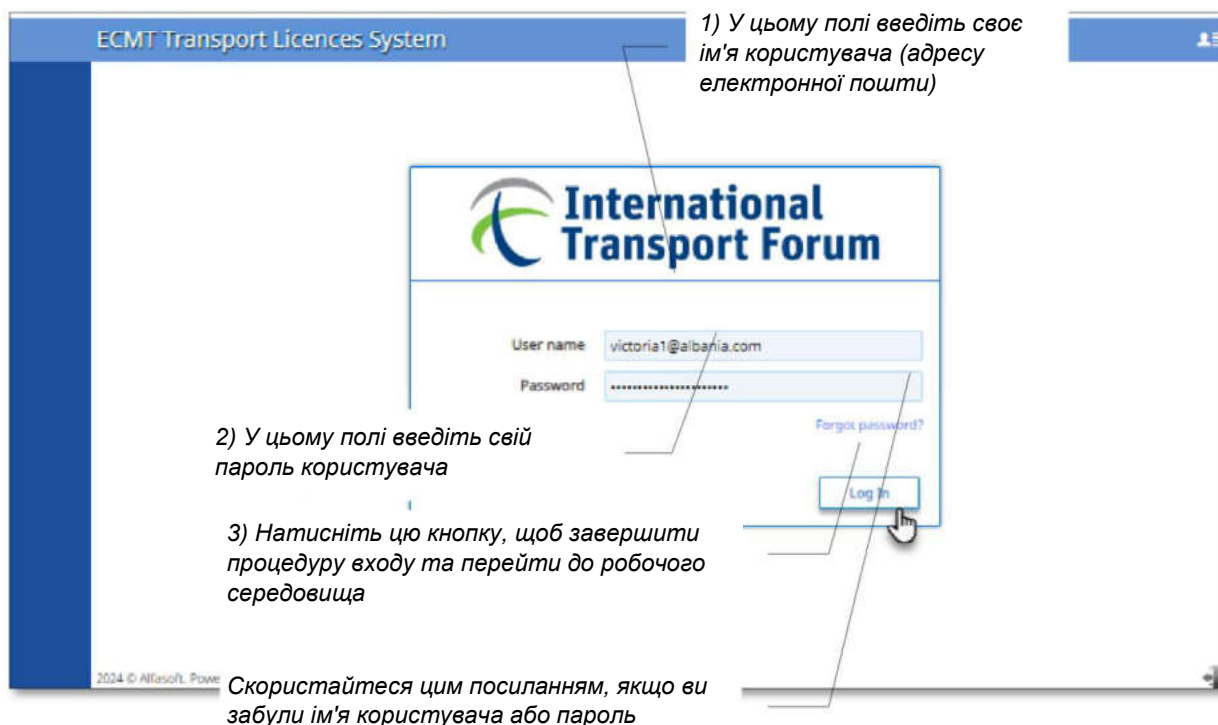 ECMT Transport Licences System
1) У цьому полі введіть своє
ім'я користувача (адресу
електронної пошти)
International
Transport Forum
User name
victoria1@albania.com
Password
Forgot password?
2) У цьому полі введіть свій
пароль користувача
Log In
3) Натисніть цю кнопку, щоб завершити
процедуру входу та перейти до робочого
середовища
2024 © Alfasoft.
Скористайтеся цим посиланням, якщо ви
забули ім'я користувача або пароль